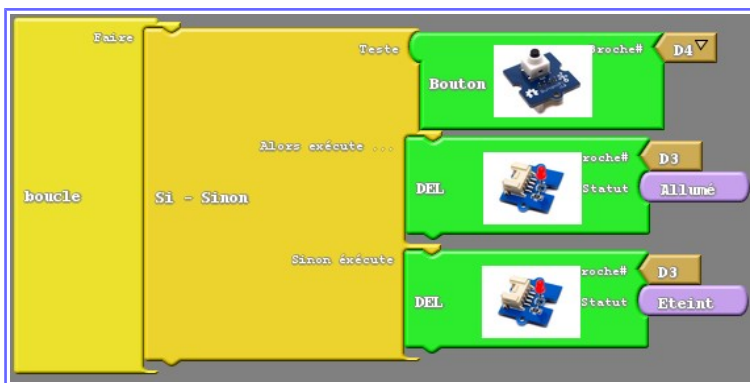 Faire
Teste
Broche#
D4
Bouton
Alors exécute ...
roche#
D3
DEL
Statut
Allumé
boucle
Si - Sinon
Sinon éxécute
roche#
D3
DEL
Statut
Eteint